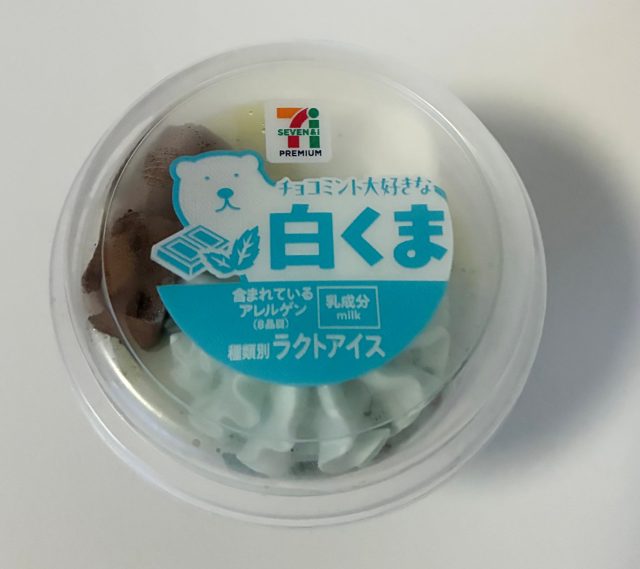 SEVEN&i
PREMIUM
チョコミント大好きな
白くま
含まれている
アレルゲン
(8品目)
乳成分
milk
種類別 ラクトアイス